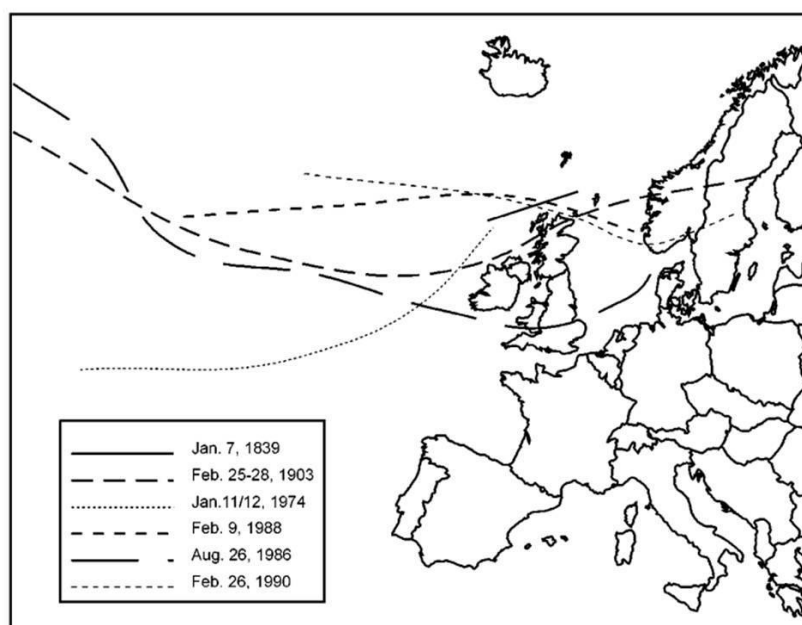 Jan. 7, 1839
Feb. 25-28, 1903
Jan.11/12, 1974
Feb. 9, 1988
Aug. 26, 1986
Feb. 26, 1990